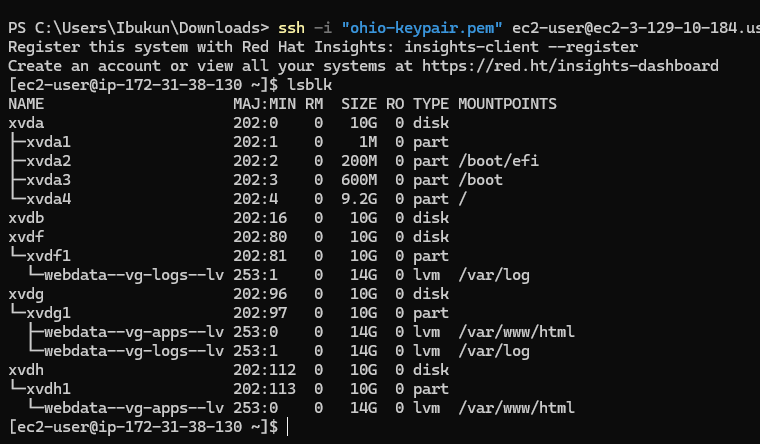 PS C:\Users\Ibukun\Downloads> ssh -i "ohio-keypair.pem" ec2-user@ec2-3-129-10-184.us
Register this system with Red Hat Insights: insights-client --register
Create an account or view all your systems at https://red.ht/insights-dashboard
[ec2-user@ip-172-31-38-130 ~]$ lsblk
NAME                     MAJ:MIN RM  SIZE RO TYPE MOUNTPOINTS
xvda                     202:0    0   10G  0 disk
├─xvda1                  202:1    0    1M  0 part
├─xvda2                  202:2    0  200M  0 part /boot/efi
├─xvda3                  202:3    0  600M  0 part /boot
└─xvda4                  202:4    0  9.2G  0 part /
xvdb                     202:16   0   10G  0 disk
xvdf                     202:80   0   10G  0 disk
└─xvdf1                  202:81   0   10G  0 part
  └─webdata--vg-logs--lv 253:1    0   14G  0 lvm  /var/log
xvdg                     202:96   0   10G  0 disk
└─xvdg1                  202:97   0   10G  0 part
  ├─webdata--vg-apps--lv 253:0    0   14G  0 lvm  /var/www/html
  └─webdata--vg-logs--lv 253:1    0   14G  0 lvm  /var/log
xvdh                     202:112  0   10G  0 disk
└─xvdh1                  202:113  0   10G  0 part
  └─webdata--vg-apps--lv 253:0    0   14G  0 lvm  /var/www/html
[ec2-user@ip-172-31-38-130 ~]$